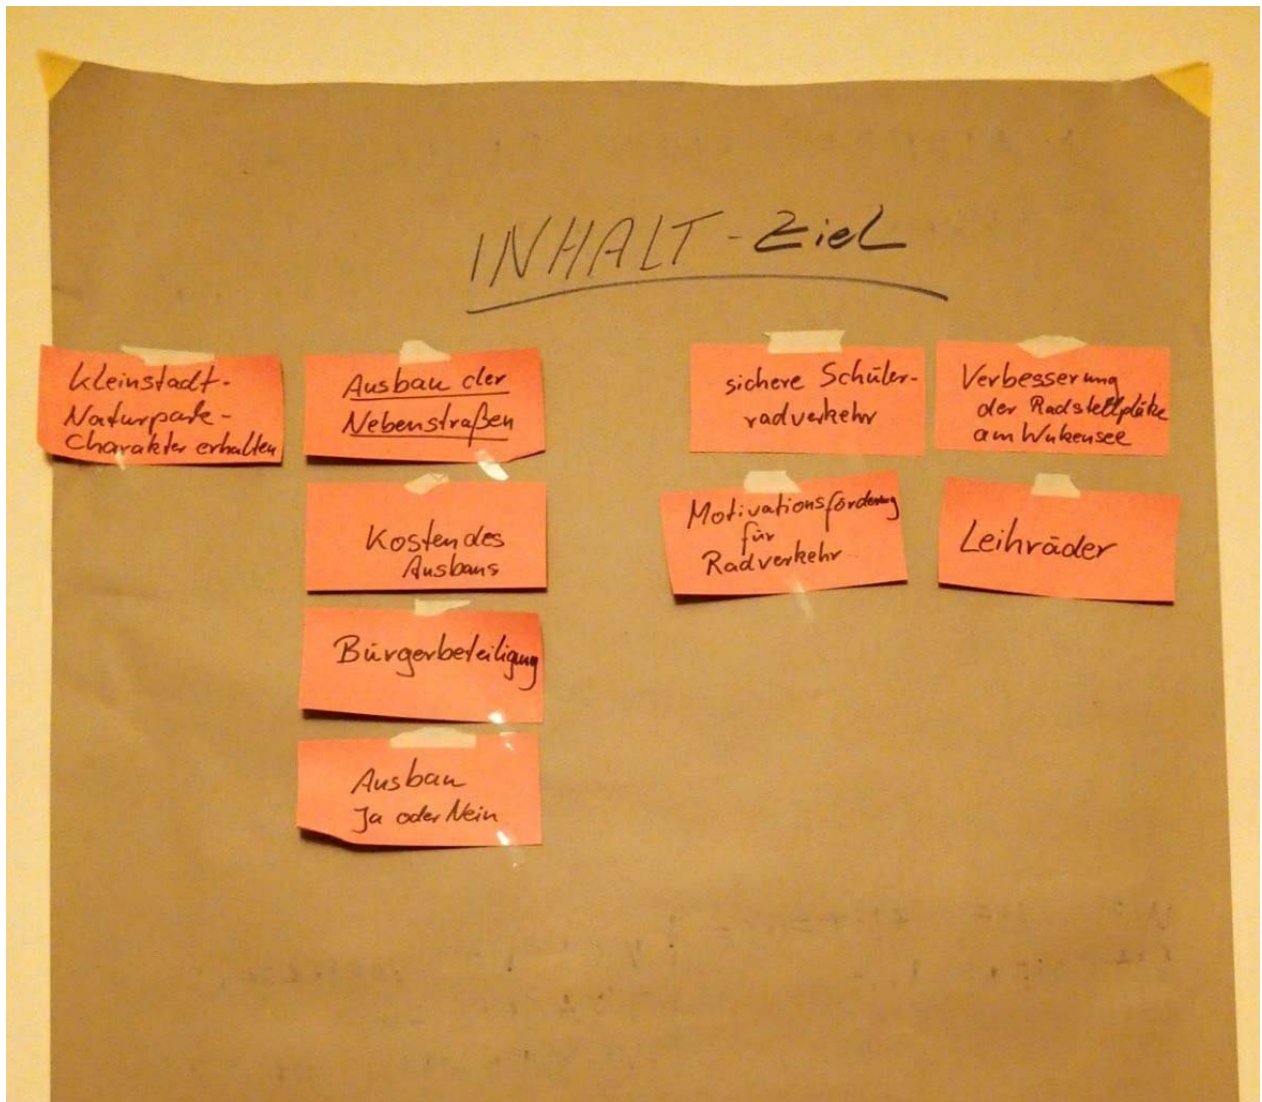 INHALT - Ziel
Kleinstadt-
Naturpark-
Charakter erhalten
Ausbau der
Nebenstraßen
Kosten des
Ausbaus
Bürgerbeteiligung
Ausbau
Ja oder Nein
sichere Schüler-
radverkehr
Motivationsförderung
für
Radverkehr
Verbesserung
der Radstellplätze
am Wukensee
Leihräder